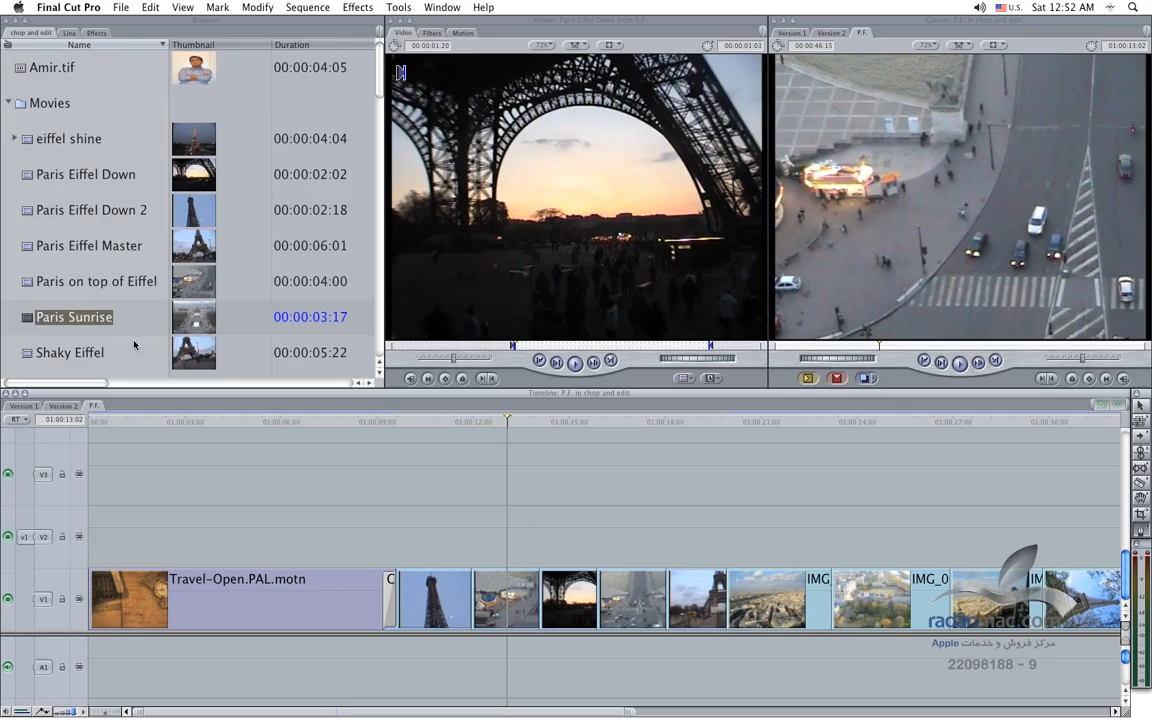 Final Cut Pro File Edit View Mark Modify Sequence Effects Tools Window Help U.S. Sat 12:52 AM
Browser
Viewer: Paris Eiffel Down from P.F.
Canvas: P.F. in chop and edit
chop and edit Lina Effects
Video Filters Motion
Version 1 Version 2 P.F.
Name Thumbnail Duration
00:00:01:20 72% 00:00:01:03
00:00:46:15 72% 01:00:13:02
Amir.tif 00:00:04:05
Movies
eiffel shine 00:00:04:04
Paris Eiffel Down 00:00:02:02
Paris Eiffel Down 2 00:00:02:18
Paris Eiffel Master 00:00:06:01
Paris on top of Eiffel 00:00:04:00
Paris Sunrise 00:00:03:17
Shaky Eiffel 00:00:05:22
Timeline: P.F. in chop and edit
Version 1 Version 2 P.F.
RT 01:00:13:02 00:00 01:00:03:00 01:00:06:00 01:00:09:00 01:00:12:00 01:00:15:00 01:00:18:00 01:00:21:00 01:00:24:00 01:00:27:00 01:00:30:00
V3
v1 V2
V1 Travel-Open.PAL.motn C IMG IMG_0 IM
مرکز فروش و خدمات Apple
22098188 - 9
A1